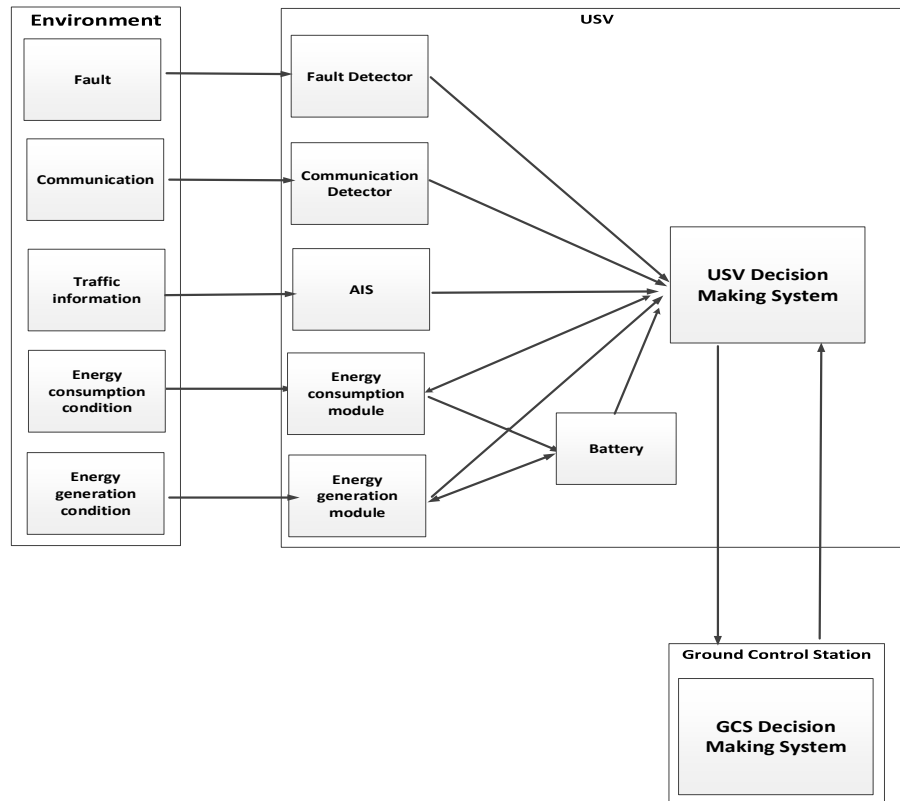 Environment
Fault
Communication
Traffic
information
Energy
consumption
condition
Energy
generation
condition
USV
Fault Detector
Communication
Detector
AIS
Energy
consumption
module
Energy
generation
module
Battery
USV Decision
Making System
Ground Control Station
GCS Decision
Making System